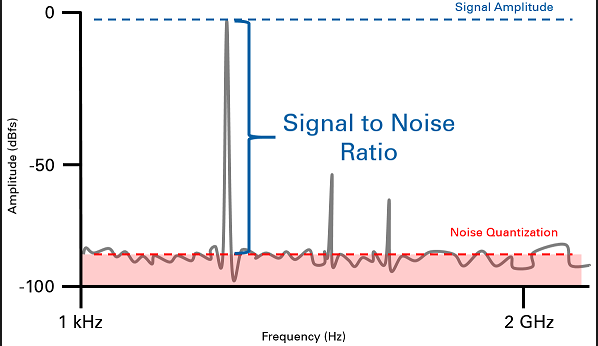 Signal Amplitude
0
Signal to Noise
Ratio
-50
Amplitude (dBfs)
Noise Quantization
-100
1 kHz
2 GHz
Frequency (Hz)